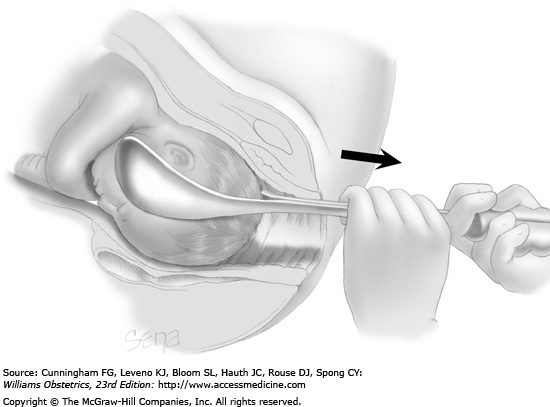 Sena
Source: Cunningham FG, Leveno KJ, Bloom SL, Hauth JC, Rouse DJ, Spong CY:
Williams Obstetrics, 23rd Edition: http://www.accessmedicine.com
Copyright © The McGraw-Hill Companies, Inc. All rights reserved.